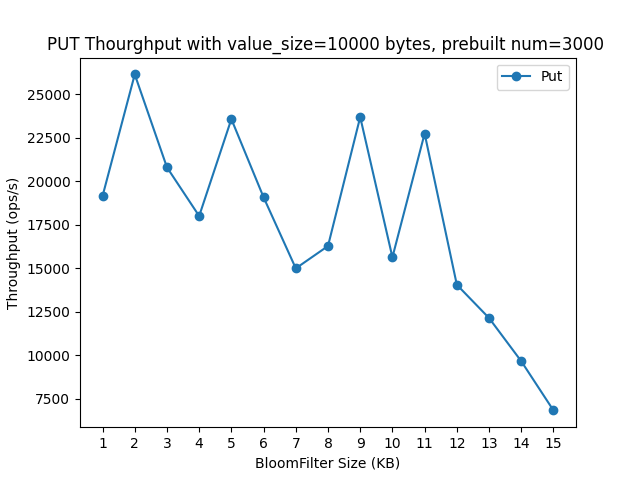 PUT Thourghput with value_size=10000 bytes, prebuilt num=3000
Put
Throughput (ops/s)
25000
22500
20000
17500
15000
12500
10000
7500
1 2 3 4 5 6 7 8 9 10 11 12 13 14 15
BloomFilter Size (KB)